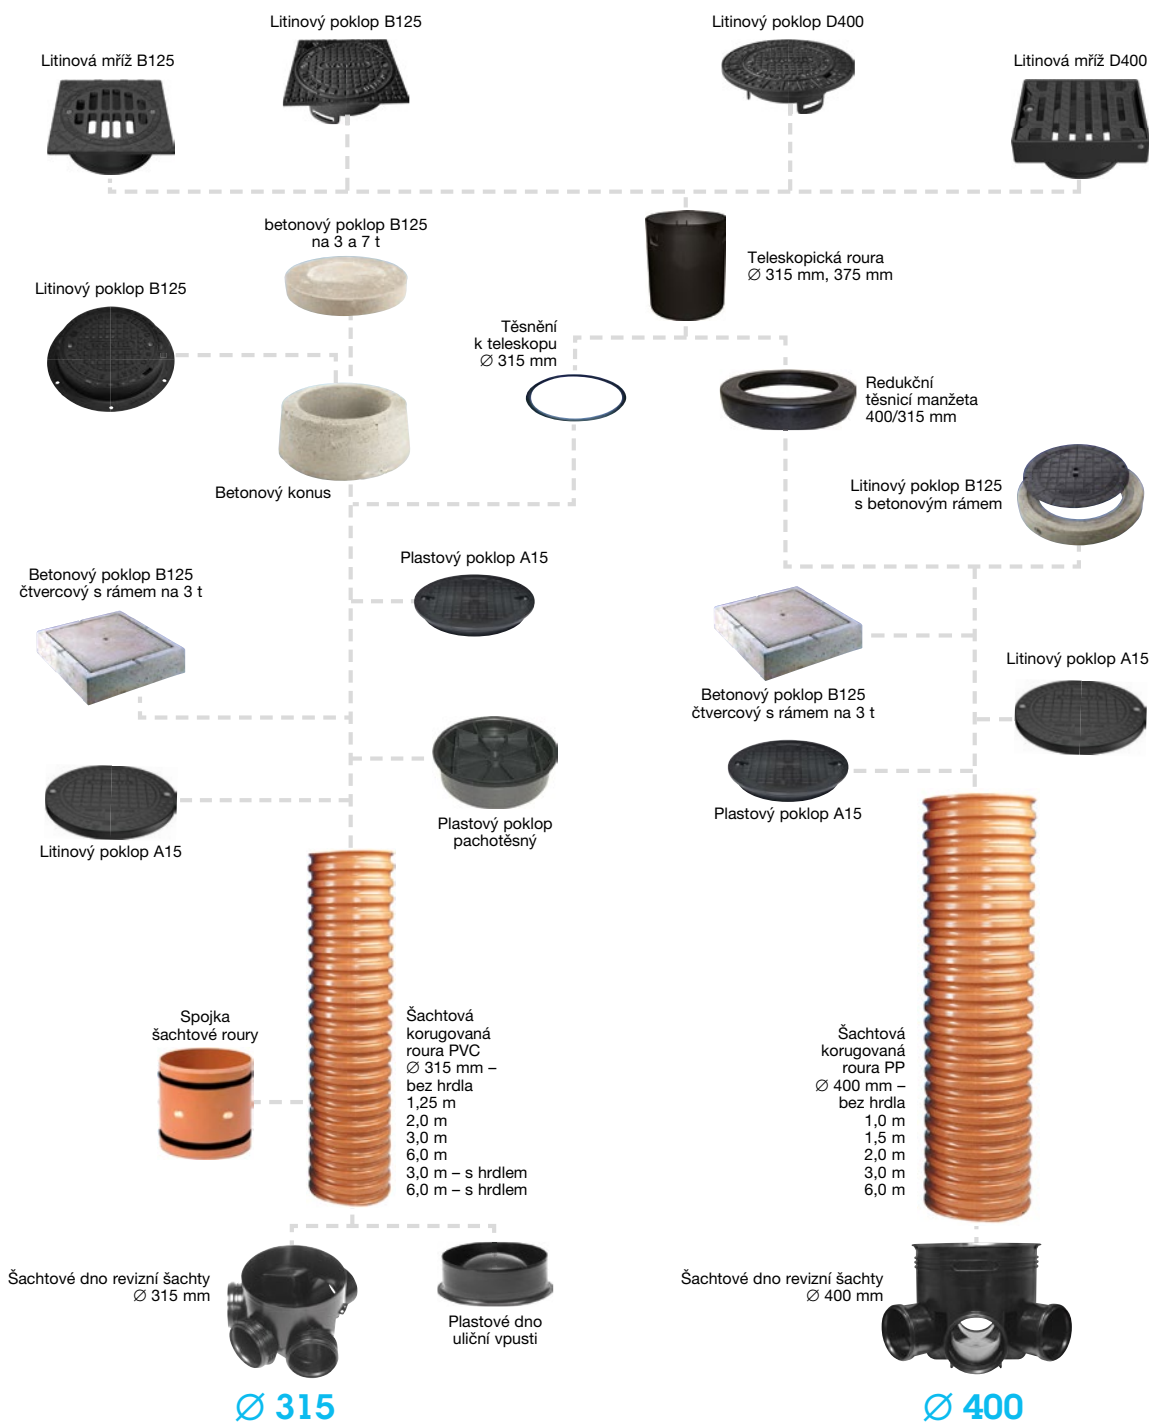 Litinový poklop B125
Litinový poklop D400
Litinová mříž B125
Litinová mříž D400
betonový poklop B125
na 3 a 7 t
Teleskopická roura
∅ 315 mm, 375 mm
Litinový poklop B125
Těsnění
k teleskopu
∅ 315 mm
Redukční
těsnicí manžeta
400/315 mm
Betonový konus
Litinový poklop B125
s betonovým rámem
Plastový poklop A15
Betonový poklop B125
čtvercový s rámem na 3 t
Litinový poklop A15
Betonový poklop B125
čtvercový s rámem na 3 t
Plastový poklop A15
Plastový poklop
pachotěsný
Litinový poklop A15
Spojka
šachtové roury
Šachtová
korugovaná
roura PVC
∅ 315 mm –
bez hrdla
1,25 m
2,0 m
3,0 m
6,0 m
3,0 m – s hrdlem
6,0 m – s hrdlem
Šachtová
korugovaná
roura PP
∅ 400 mm –
bez hrdla
1,0 m
1,5 m
2,0 m
3,0 m
6,0 m
Šachtové dno revizní šachty
∅ 315 mm
Plastové dno
uliční vpusti
Šachtové dno revizní šachty
∅ 400 mm
∅ 315
∅ 400